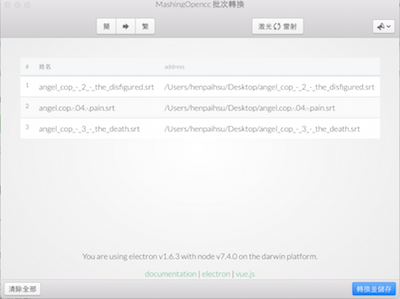 MashingOpencc 批次轉換
簡 ➡ 繁
激光 雷射
# 姓名 address
1 angel_cop_-_2_-_the_disfigured.srt /Users/henpaihsu/Desktop/angel_cop_-_2_-_the_disfigured.srt
2 angel.cop.-.04.-.pain.srt /Users/henpaihsu/Desktop/angel.cop.-.04.-.pain.srt
3 angel_cop_-_3_-_the_death.srt /Users/henpaihsu/Desktop/angel_cop_-_3_-_the_death.srt
You are using electron v1.6.3 with node v7.4.0 on the darwin platform.
documentation | electron | vue.js
清除全部
轉換並儲存